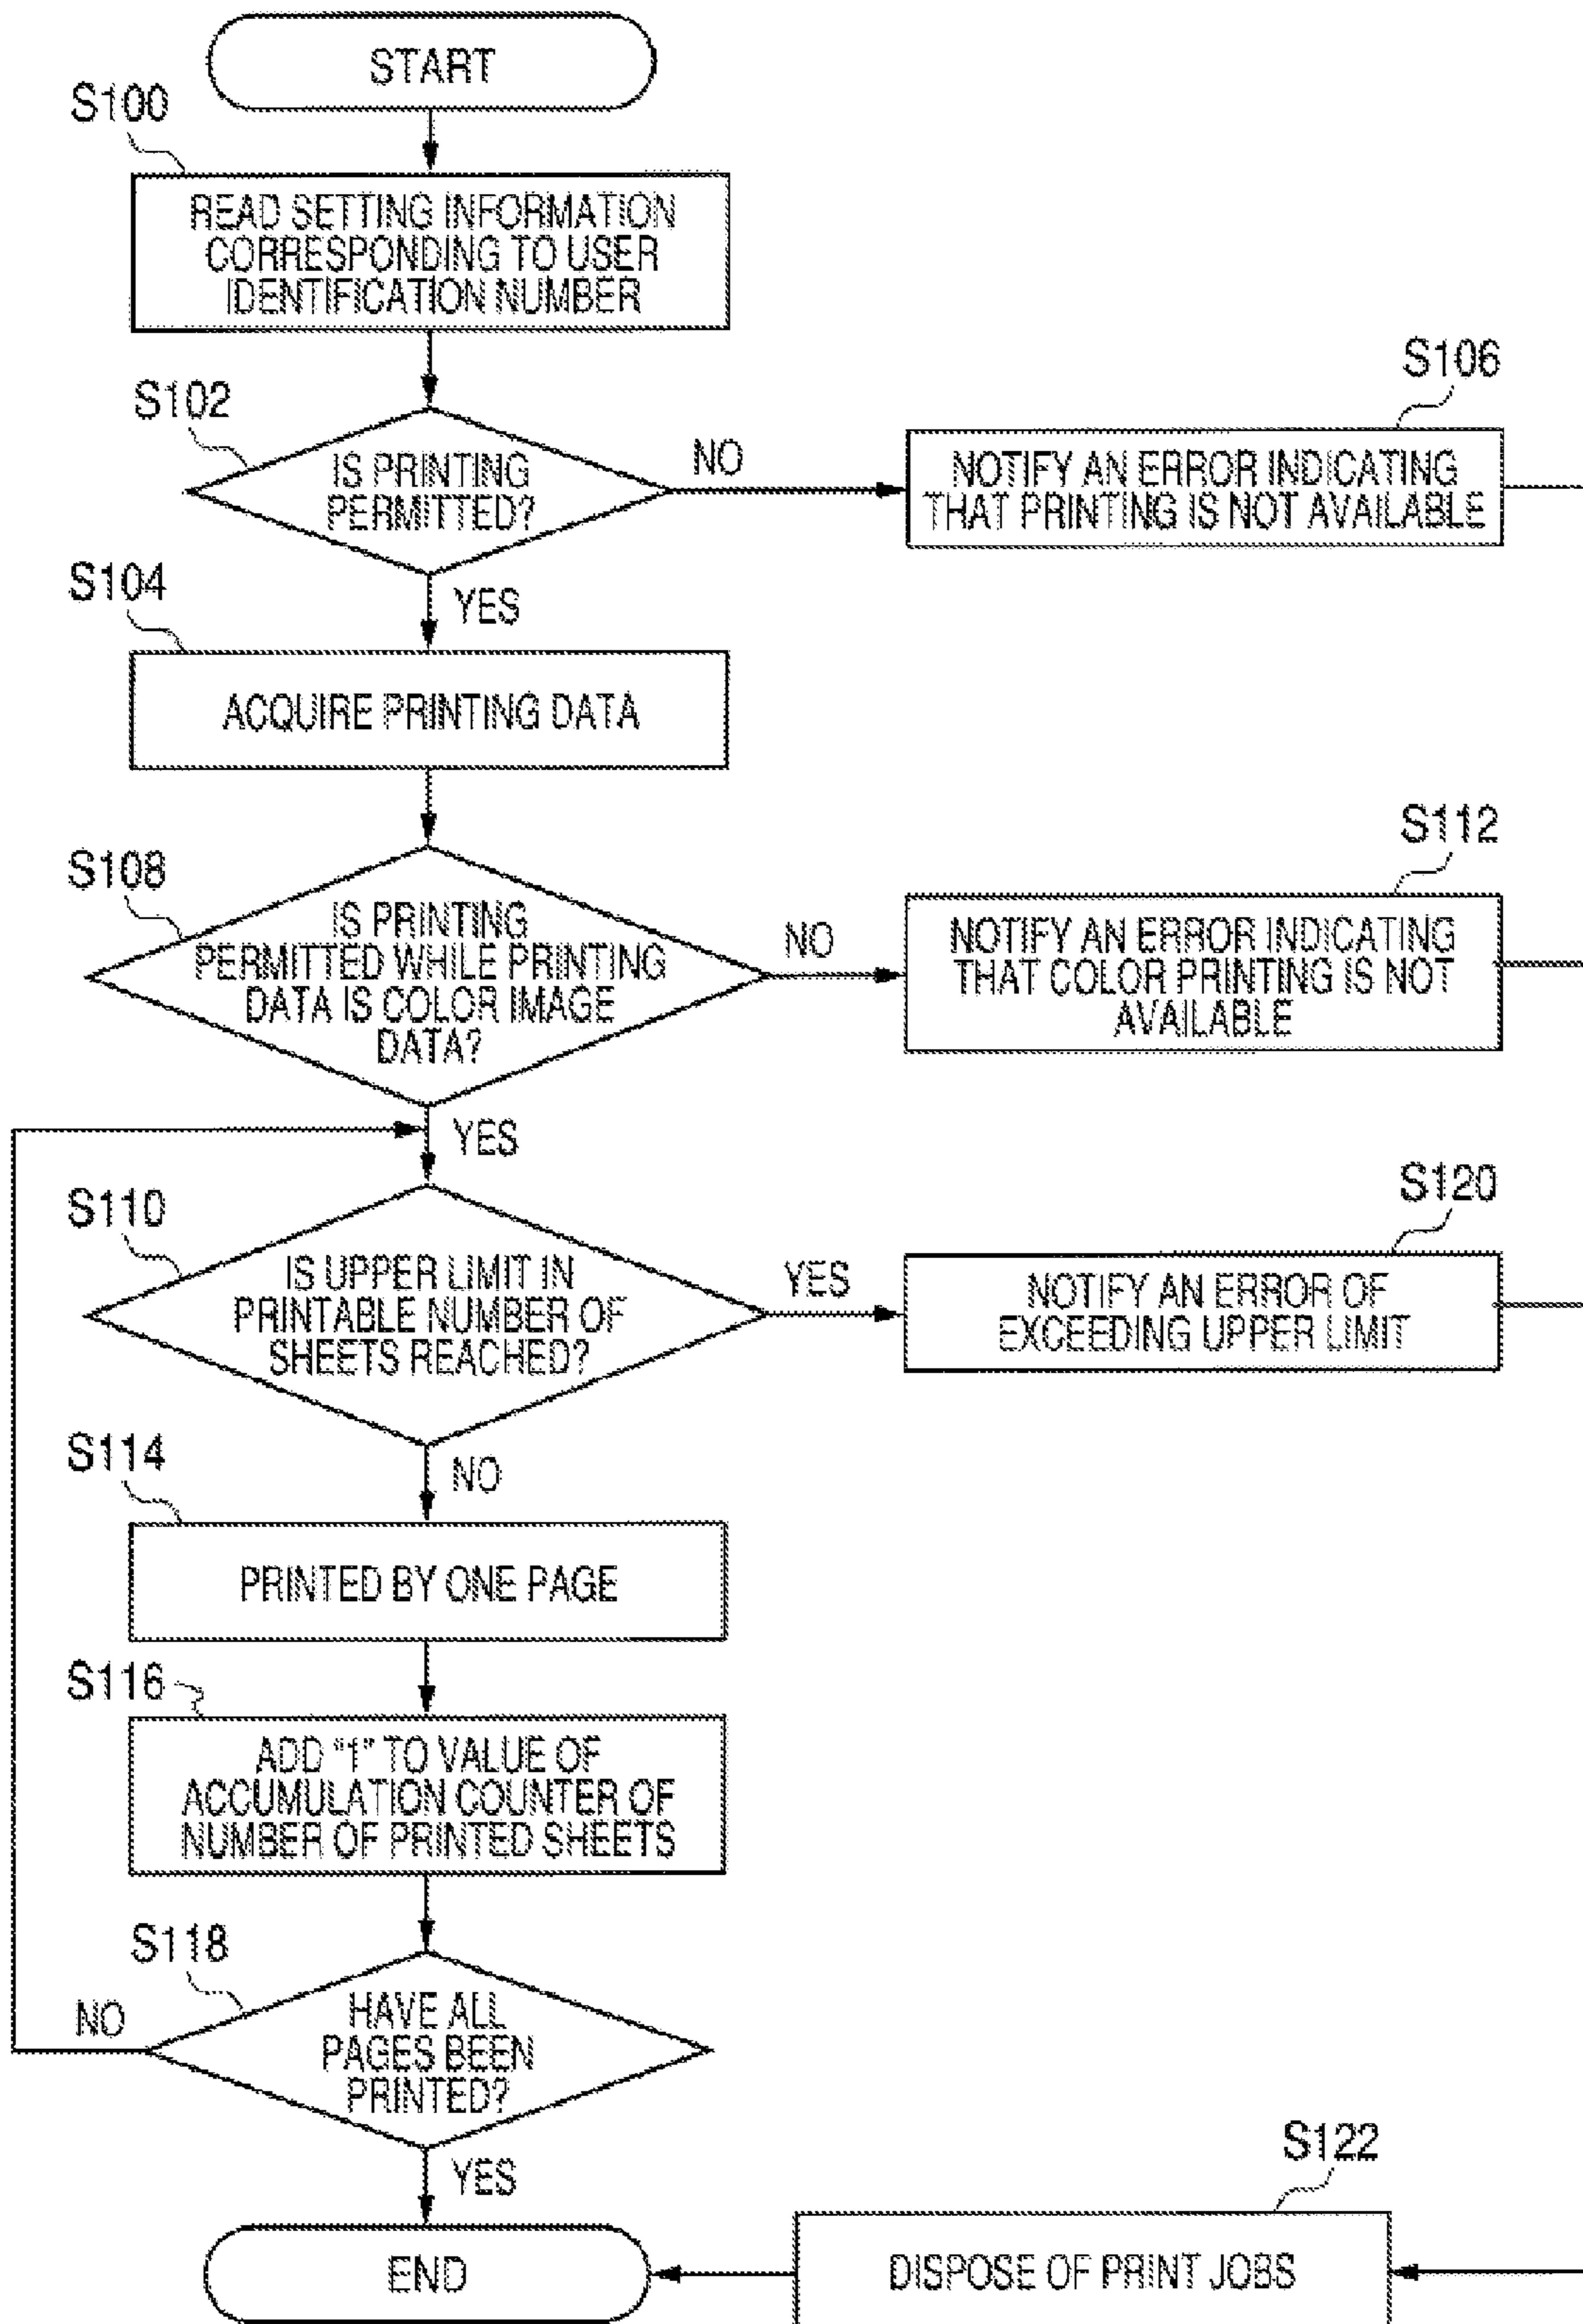 START
S100
READ SETTING INFORMATION
CORRESPONDING TO USER
IDENTIFICATION NUMBER
S102
IS PRINTING
PERMITTED?
NO
S106
NOTIFY AN ERROR INDICATING
THAT PRINTING IS NOT AVAILABLE
YES
S104
ACQUIRE PRINTING DATA
S108
IS PRINTING
PERMITTED WHILE PRINTING
DATA IS COLOR IMAGE
DATA?
NO
S112
NOTIFY AN ERROR INDICATING
THAT COLOR PRINTING IS NOT
AVAILABLE
YES
S110
IS UPPER LIMIT IN
PRINTABLE NUMBER OF
SHEETS REACHED?
YES
S120
NOTIFY AN ERROR OF
EXCEEDING UPPER LIMIT
NO
S114
PRINTED BY ONE PAGE
S116
ADD "1" TO VALUE OF
ACCUMULATION COUNTER OF
NUMBER OF PRINTED SHEETS
S118
HAVE ALL
PAGES BEEN
PRINTED?
NO
YES
END
S122
DISPOSE OF PRINT JOBS